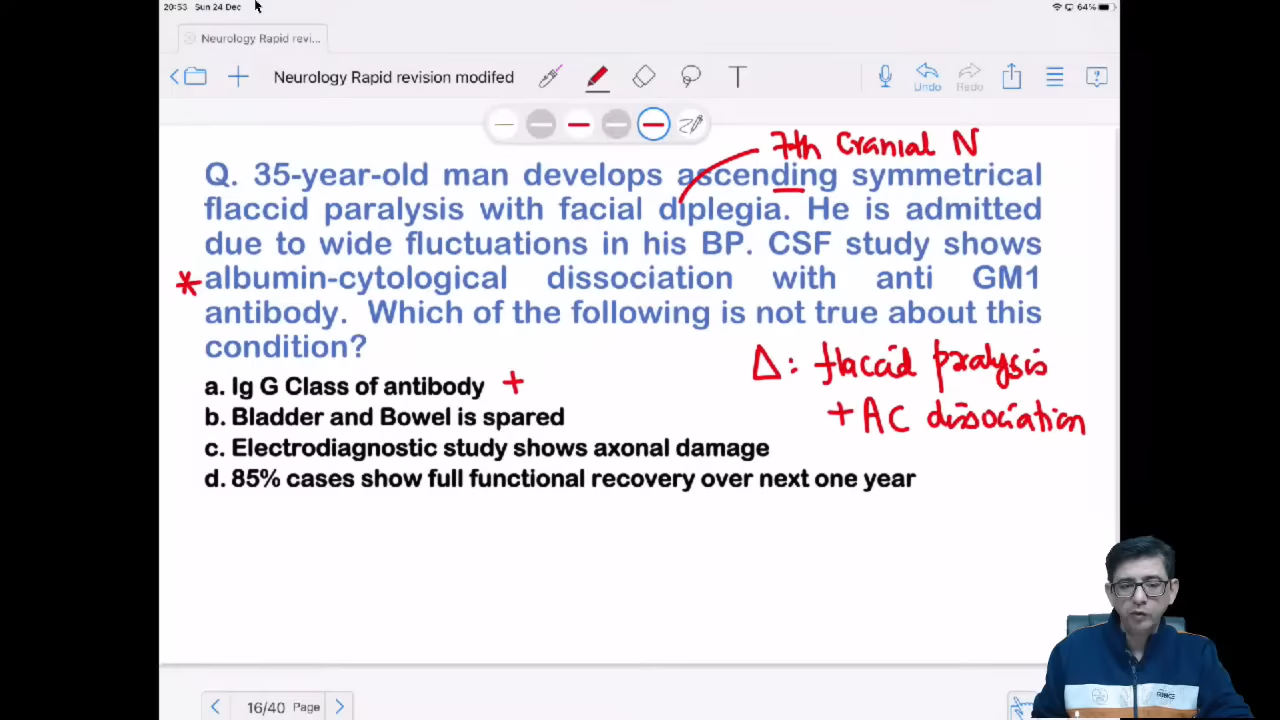 20:53 Sun 24 Dec
64%
Neurology Rapid revi...
Neurology Rapid revision modifed
T
Undo
Redo
7th Cranial N
Q. 35-year-old man develops ascending symmetrical
flaccid paralysis with facial diplegia. He is admitted
due to wide fluctuations in his BP. CSF study shows
* albumin-cytological dissociation with anti GM1
antibody. Which of the following is not true about this
condition?
Δ: flaccid paralysis
+ AC dissociation
a. Ig G Class of antibody +
b. Bladder and Bowel is spared
c. Electrodiagnostic study shows axonal damage
d. 85% cases show full functional recovery over next one year
16/40 Page